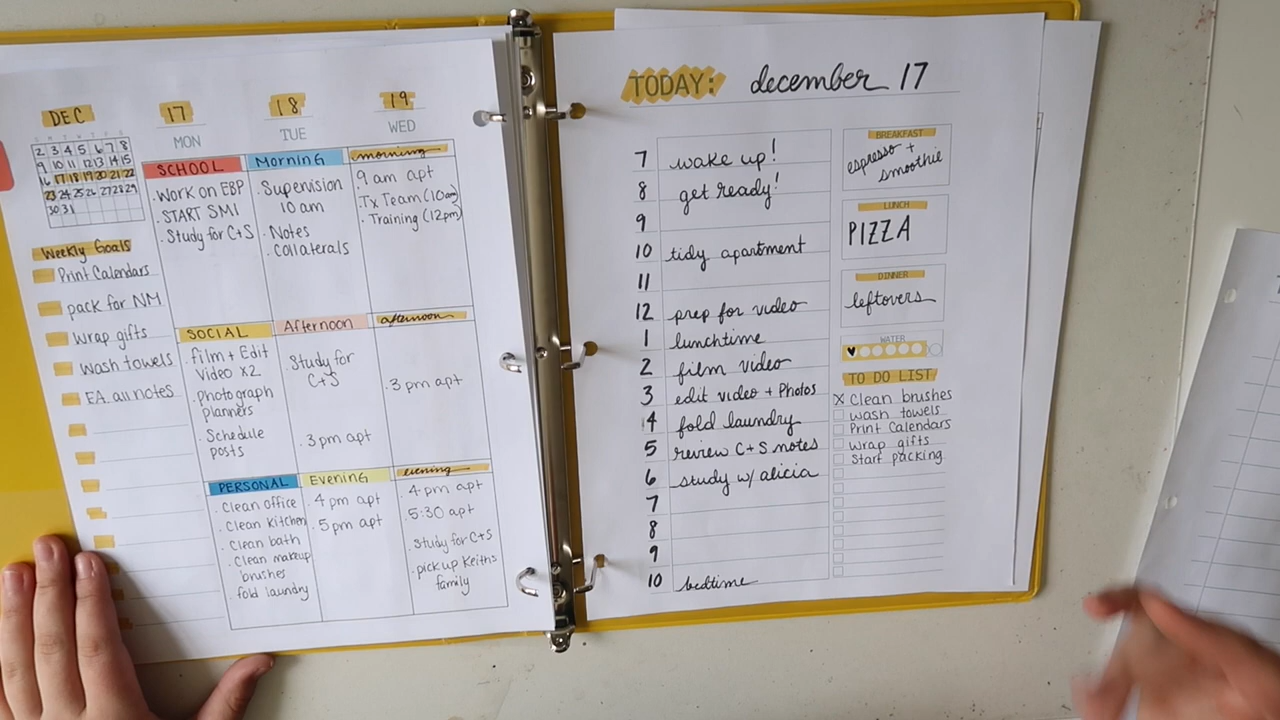 DEC
S M T W T F S
2 3 4 5 6 7 8
9 10 11 12 13 14 15
16 17 18 19 20 21 22
23 24 25 26 27 28 29
30 31
Weekly Goals
Print Calendars
pack for NM
Wrap gifts
Wash towels
EA. all notes
17
MON
SCHOOL
· Work on EBP
· START SMI
· Study for C+S
SOCIAL
· film + Edit
Video x2
· photograph
planners
· Schedule
posts
PERSONAL
· Clean office
· Clean kitchen
· Clean bath
· Clean makeup
brushes
· fold laundry
18
TUE
Morning
· Supervision
10 am
· Notes
· Collaterals
Afternoon
Study for
C+S
· 3 pm apt
Evening
· 4 pm apt
· 5 pm apt
19
WED
morning
· 9 am apt
· Tx Team (10am)
· Training (12pm)
afternoon
· 3 pm apt
evening
· 4 pm apt
· 5:30 apt
· Study for C+S
· pick up Keith's
family
TODAY: december 17
7 wake up!
8 get ready!
9
10 tidy apartment
11
12 prep for video
1 lunchtime
2 film video
3 edit video + Photos
4 fold laundry
5 review C+S notes
6 study w/ alicia
7
8
9
10 bedtime
BREAKFAST
espresso +
smoothie
LUNCH
PIZZA
DINNER
leftovers
WATER
TO DO LIST
X Clean brushes
wash towels
Print Calendars
wrap gifts
Start packing